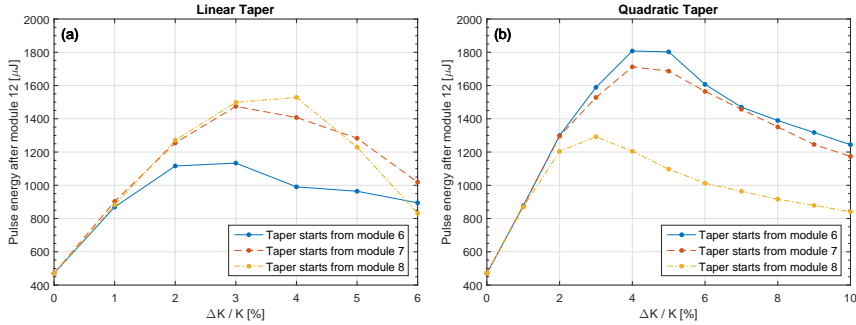 Linear Taper
(a)
Pulse energy after module 12 [μJ]
2000
1800
1600
1400
1200
1000
800
600
400
0 1 2 3 4 5 6
ΔK / K [%]
Taper starts from module 6
Taper starts from module 7
Taper starts from module 8
Quadratic Taper
(b)
Pulse energy after module 12 [μJ]
2000
1800
1600
1400
1200
1000
800
600
400
0 2 4 6 8 10
ΔK / K [%]
Taper starts from module 6
Taper starts from module 7
Taper starts from module 8